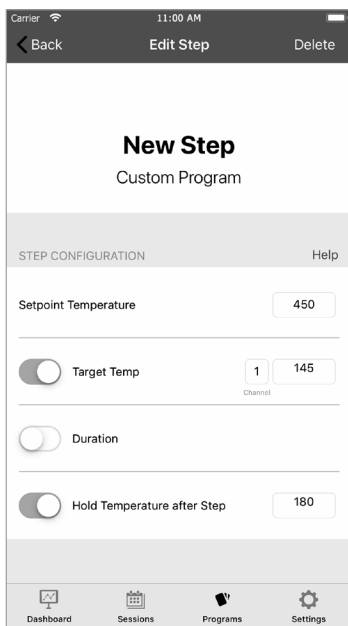 Carrier 11:00 AM
Back Edit Step Delete
New Step
Custom Program
STEP CONFIGURATION Help
Setpoint Temperature 450
Target Temp 1 145
Channel
Duration
Hold Temperature after Step 180
Dashboard Sessions Programs Settings